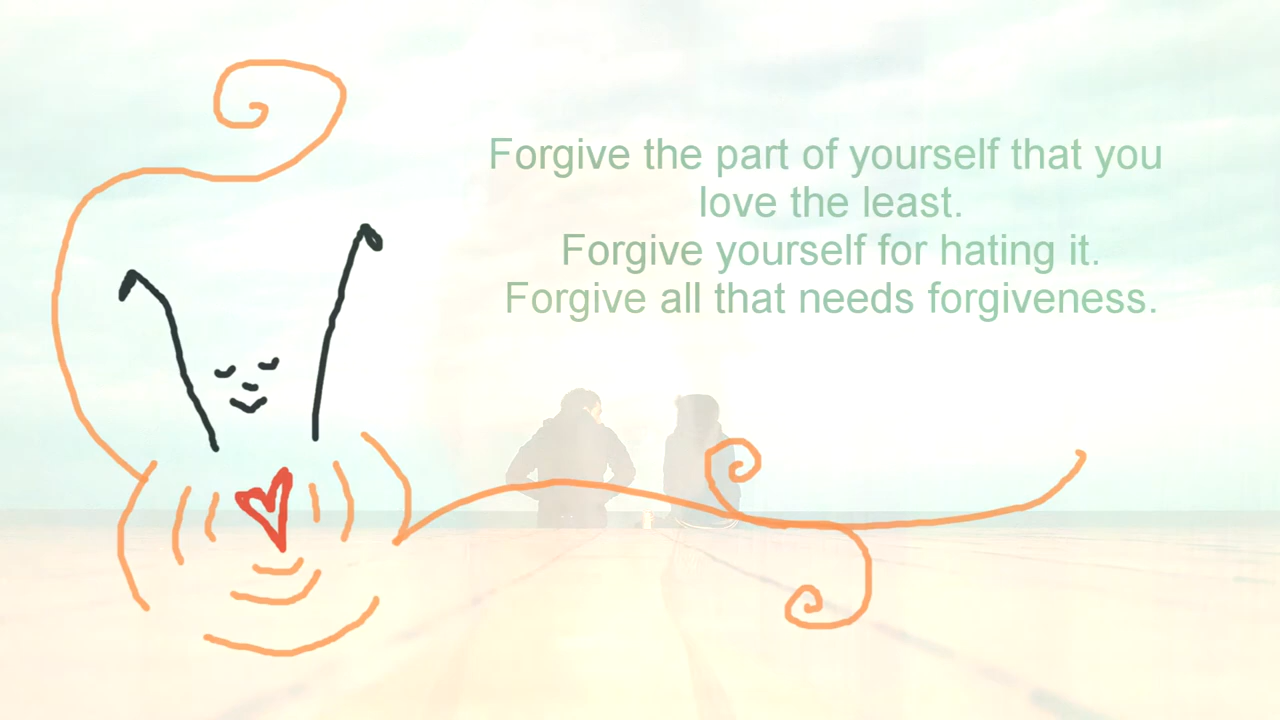 Forgive the part of yourself that you
love the least.
Forgive yourself for hating it.
Forgive all that needs forgiveness.